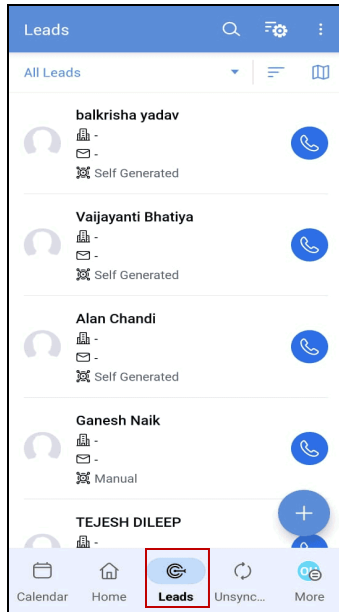 Leads
All Leads
balkrisha yadav
-
-
Self Generated
Vaijayanti Bhatiya
-
-
Self Generated
Alan Chandi
-
-
Self Generated
Ganesh Naik
-
-
Manual
TEJESH DILEEP
-
Calendar Home Leads Unsync... More